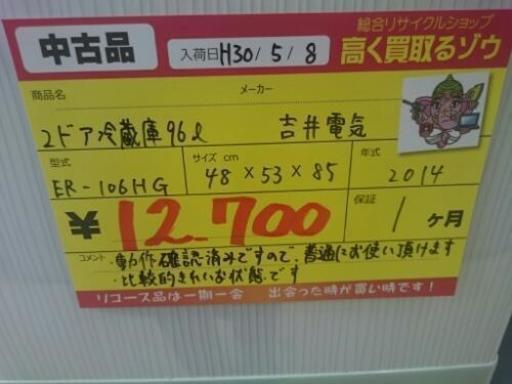 中古品
入荷日 H30/5/8
総合リサイクルショップ
高く買取るゾウ
商品名
メーカー
2ドア冷蔵庫96ℓ
吉井電気
型式
サイズ cm
年式
ER-106HG
48×53×85
2014
¥12,700
保証
1ヶ月
コメント
・動作確認済みですので、普通にお使い頂けます
・比較的きれいな状態です
リユース品は一期一会 出会った時が買い時です!